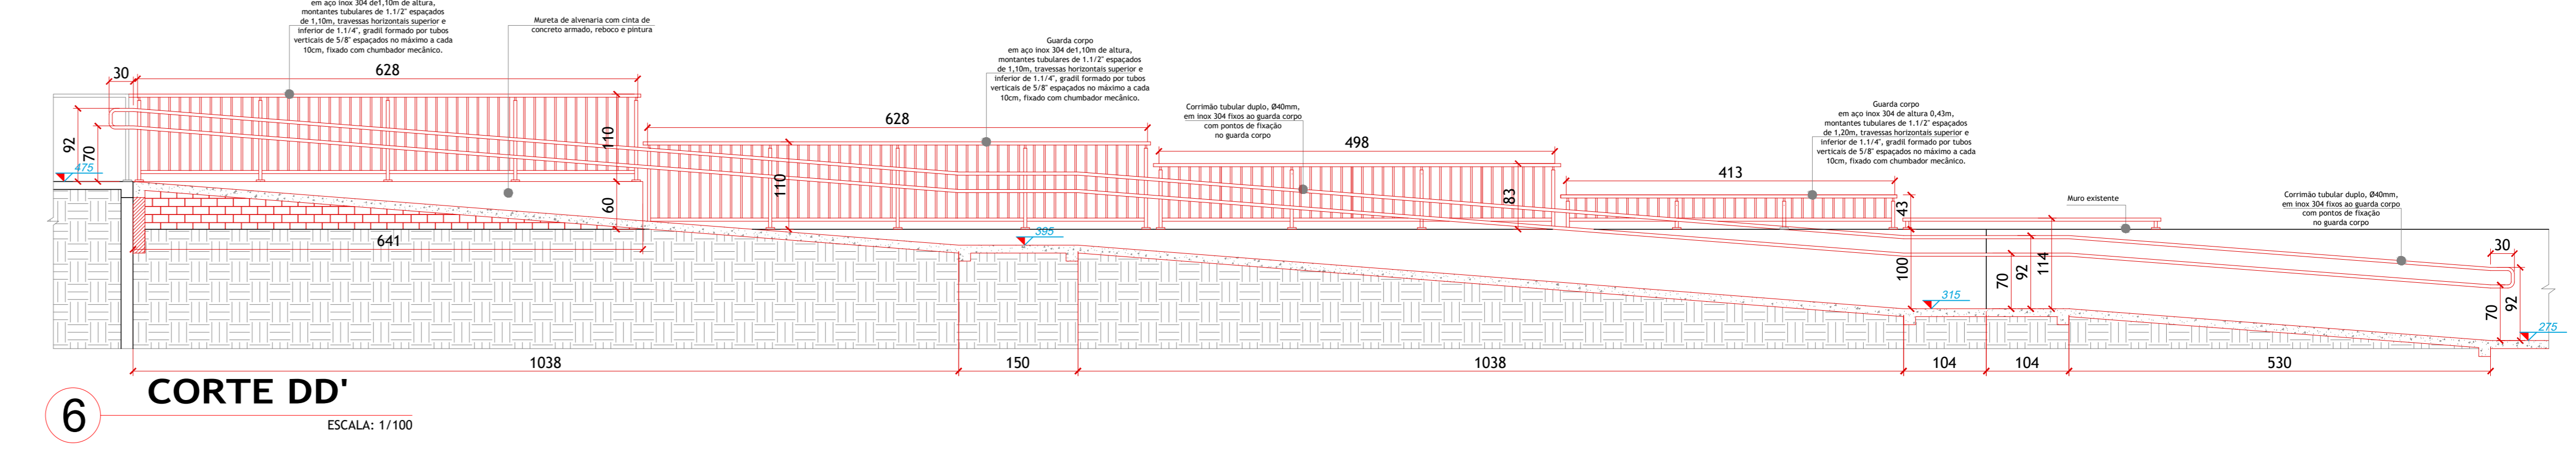 em aço inox 304 de1,10m de altura,
montantes tubulares de 1.1/2" espaçados
de 1,10m, travessas horizontais superior e
inferior de 1.1/4", gradil formado por tubos
verticais de 5/8" espaçados no máximo a cada
10cm, fixado com chumbador mecânico.
Mureta de alvenaria com cinta de
concreto armado, reboco e pintura
Guarda corpo
em aço inox 304 de1,10m de altura,
montantes tubulares de 1.1/2" espaçados
de 1,10m, travessas horizontais superior e
inferior de 1.1/4", gradil formado por tubos
verticais de 5/8" espaçados no máximo a cada
10cm, fixado com chumbador mecânico.
Corrimão tubular duplo, Ø40mm,
em inox 304 fixos ao guarda corpo
com pontos de fixação
no guarda corpo
Guarda corpo
em aço inox 304 de altura 0,43m,
montantes tubulares de 1.1/2" espaçados
de 1,20m, travessas horizontais superior e
inferior de 1.1/4", gradil formado por tubos
verticais de 5/8" espaçados no máximo a cada
10cm, fixado com chumbador mecânico.
Muro existente
Corrimão tubular duplo, Ø40mm,
em inox 304 fixos ao guarda corpo
com pontos de fixação
no guarda corpo
30
628
628
498
413
92
70
475
110
60
641
110
395
83
43
100
315
70
92
114
30
70
92
275
1038
150
1038
104
104
530
6
CORTE DD'
ESCALA: 1/100